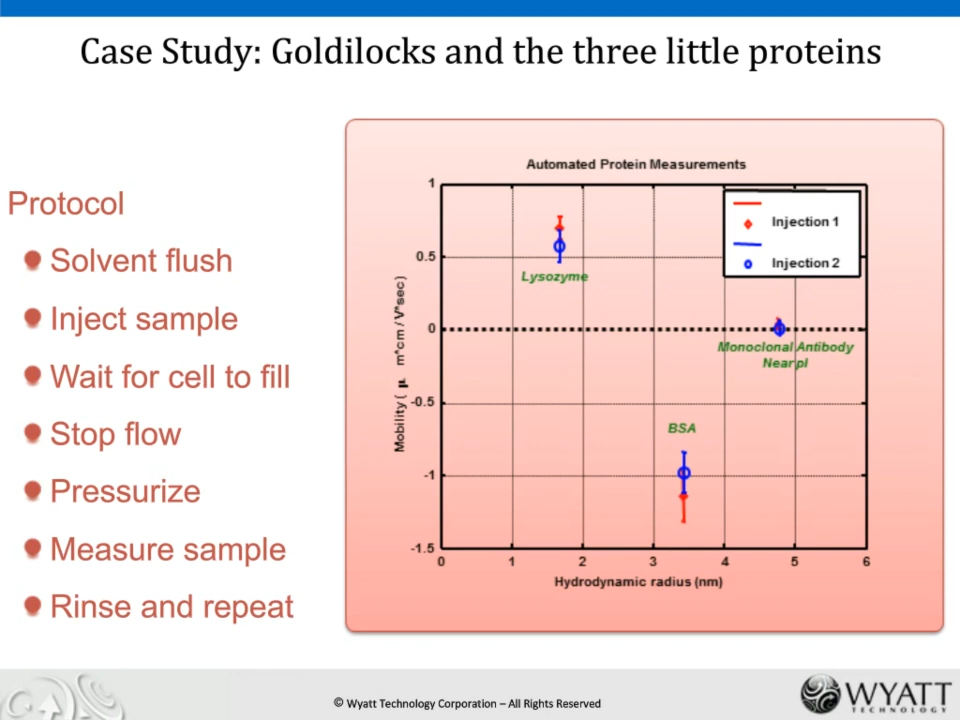 Case Study: Goldilocks and the three little proteins
Protocol
Solvent flush
Inject sample
Wait for cell to fill
Stop flow
Pressurize
Measure sample
Rinse and repeat
Automated Protein Measurements
Mobility ( μ m*cm / V*sec)
1
0.5
0
-0.5
-1
-1.5
Injection 1
Injection 2
Lysozyme
Monoclonal Antibody
Near pI
BSA
0 1 2 3 4 5 6
Hydrodynamic radius (nm)
© Wyatt Technology Corporation – All Rights Reserved
WYATT
TECHNOLOGY